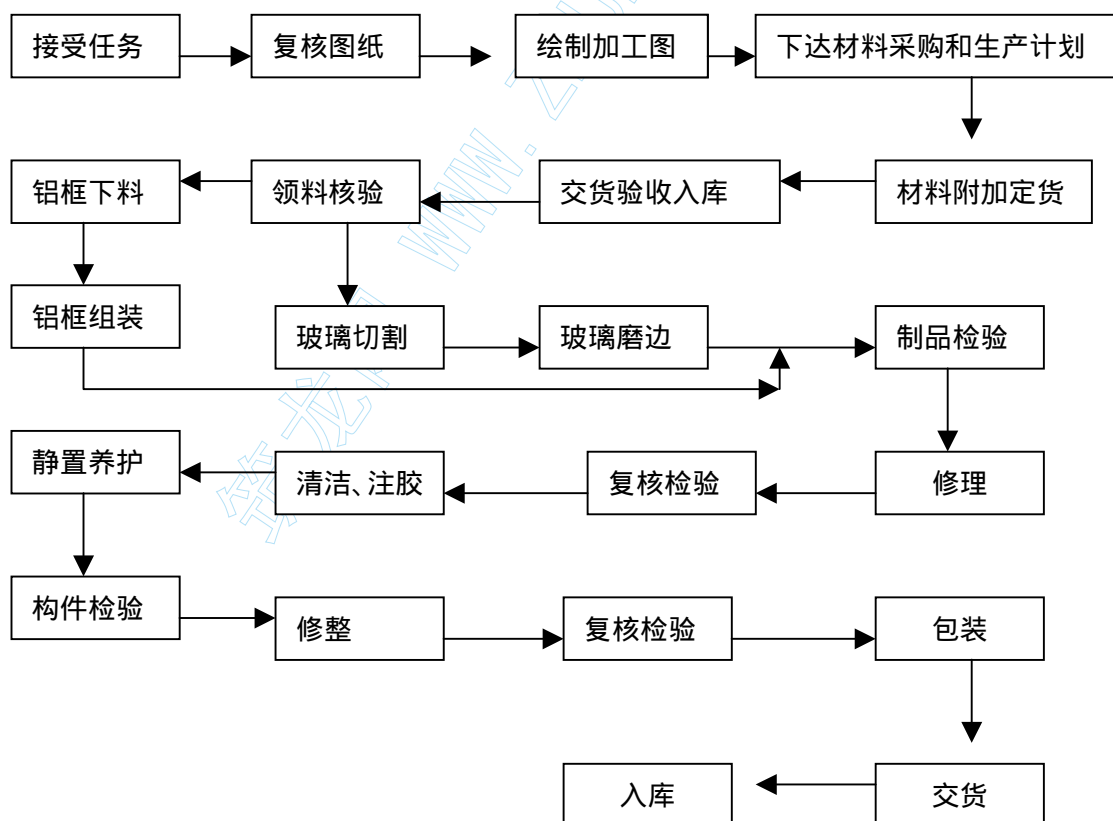 接受任务
复核图纸
绘制加工图
下达材料采购和生产计划
铝框下料
领料核验
交货验收入库
材料附加定货
铝框组装
玻璃切割
玻璃磨边
制品检验
静置养护
清洁、注胶
复核检验
修理
构件检验
修整
复核检验
包装
入库
交货